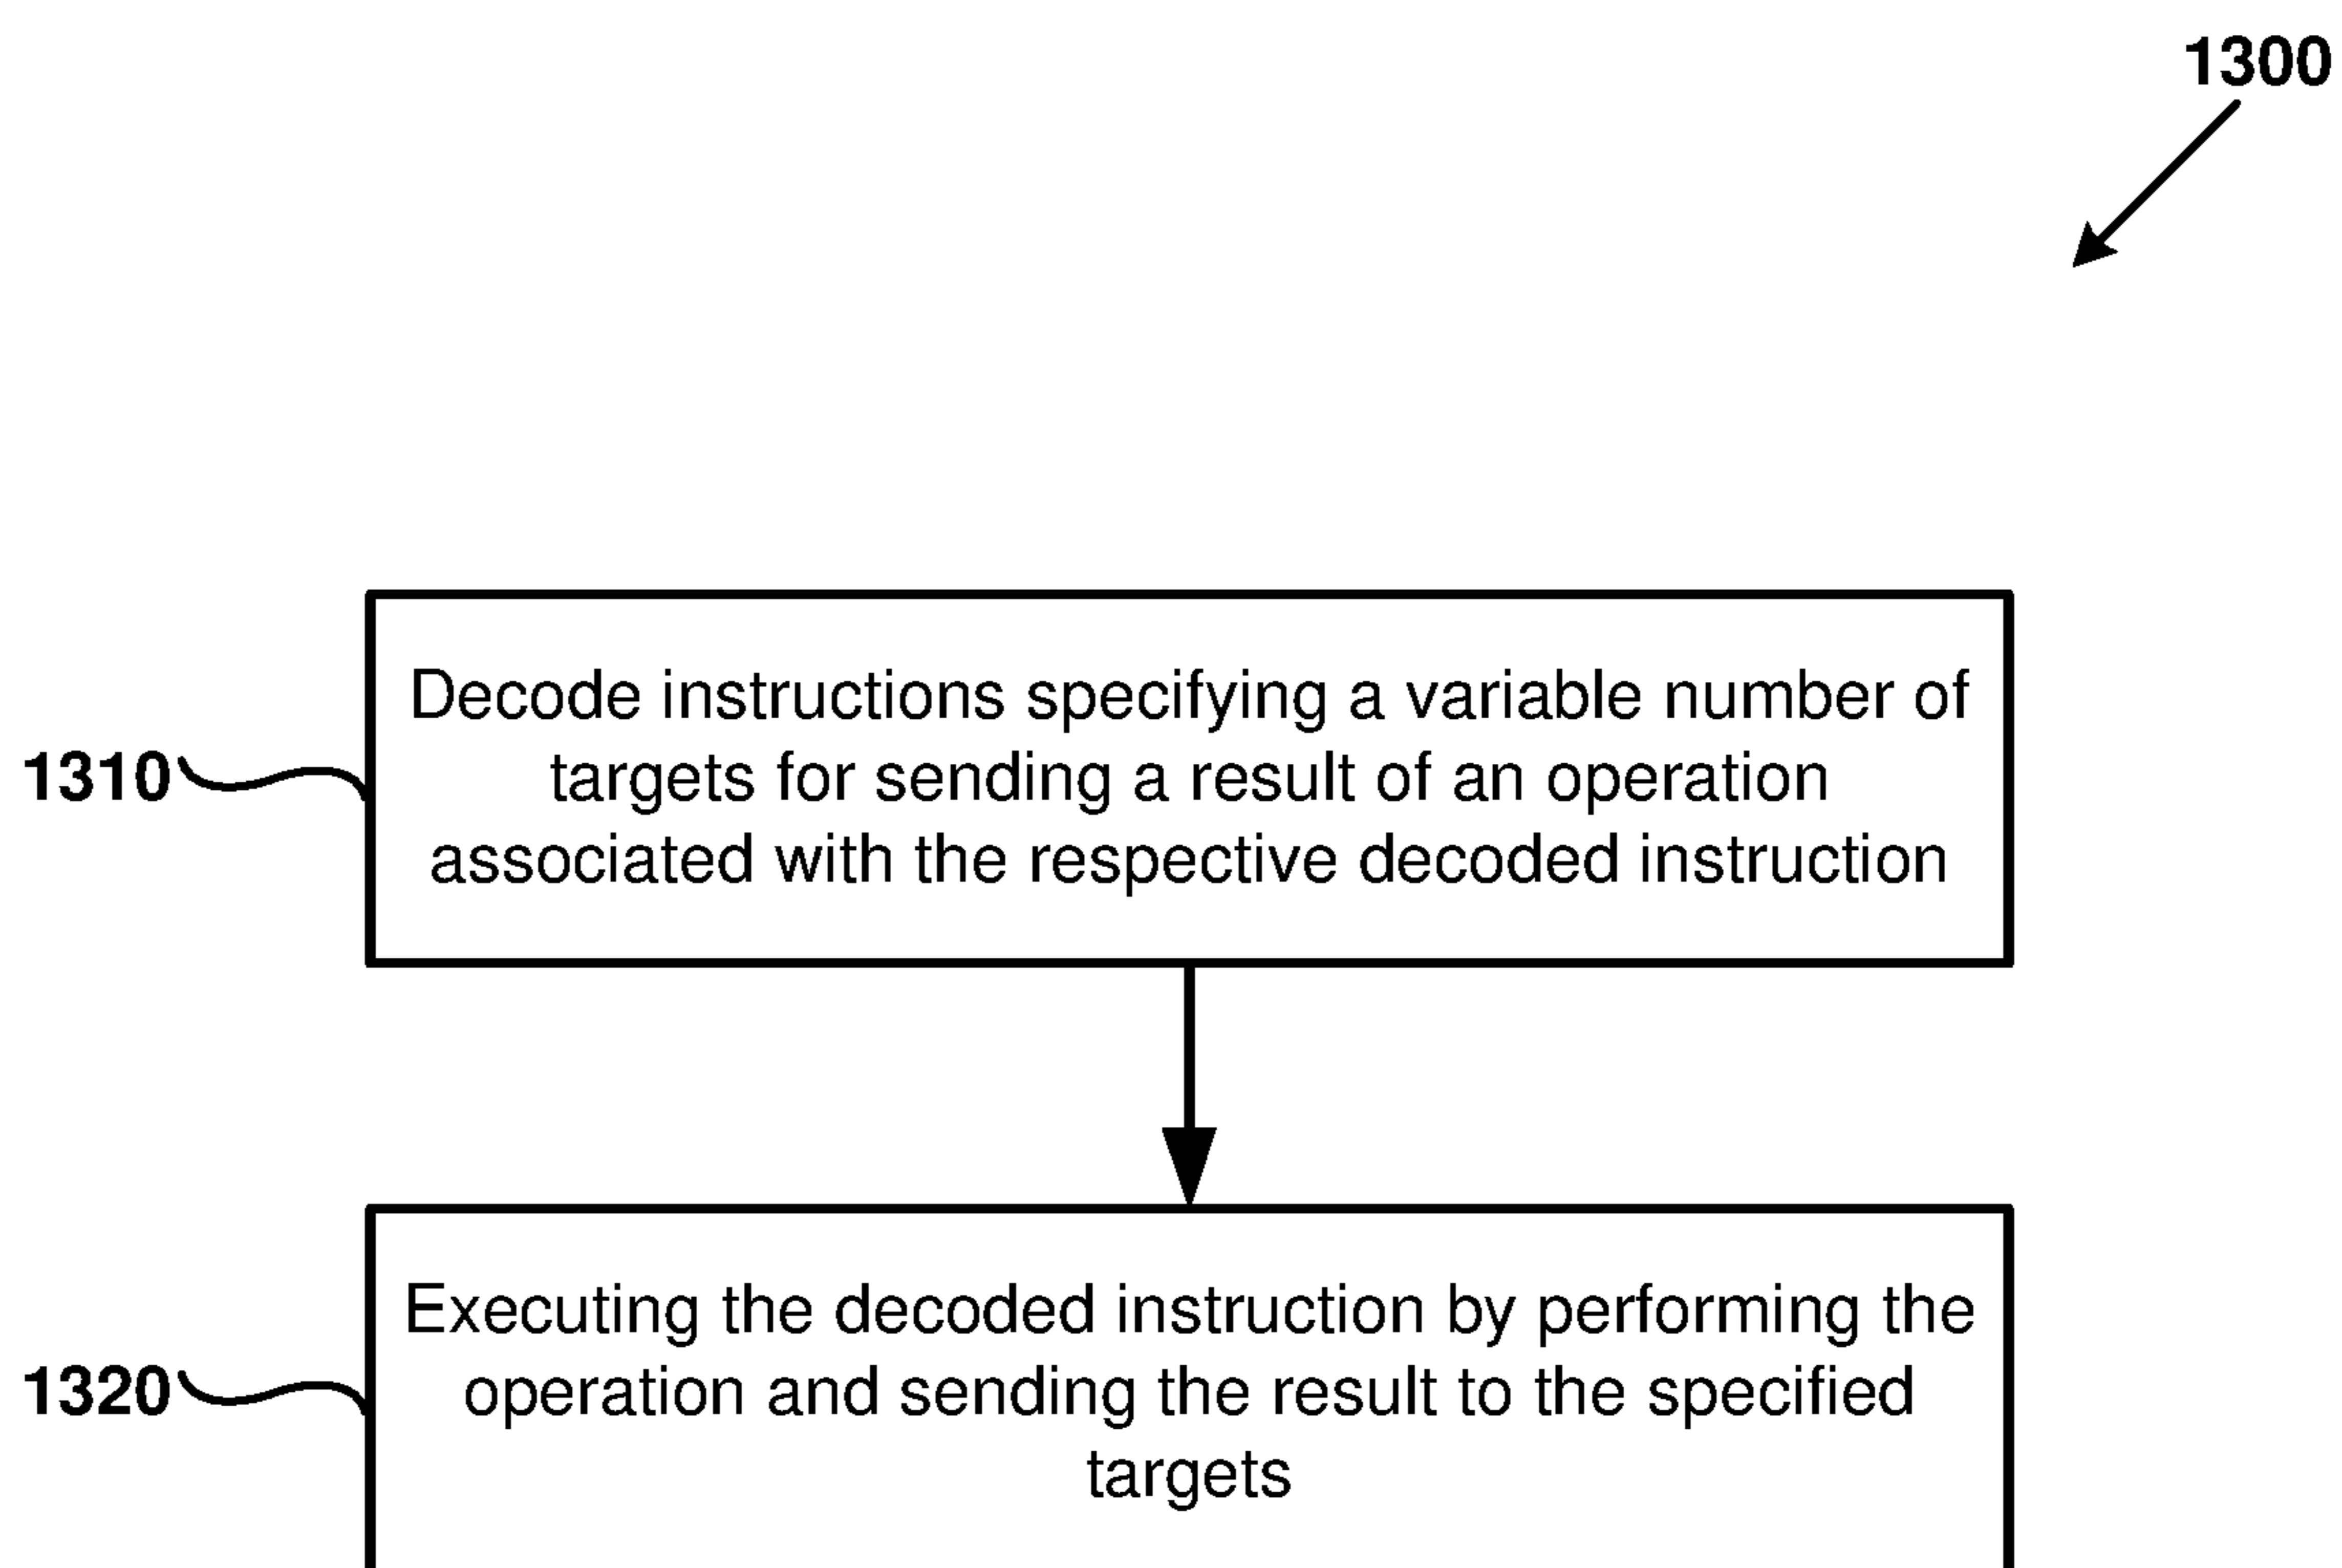 1300
Decode instructions specifying a variable number of
targets for sending a result of an operation
associated with the respective decoded instruction
1310
Executing the decoded instruction by performing the
operation and sending the result to the specified
targets
1320